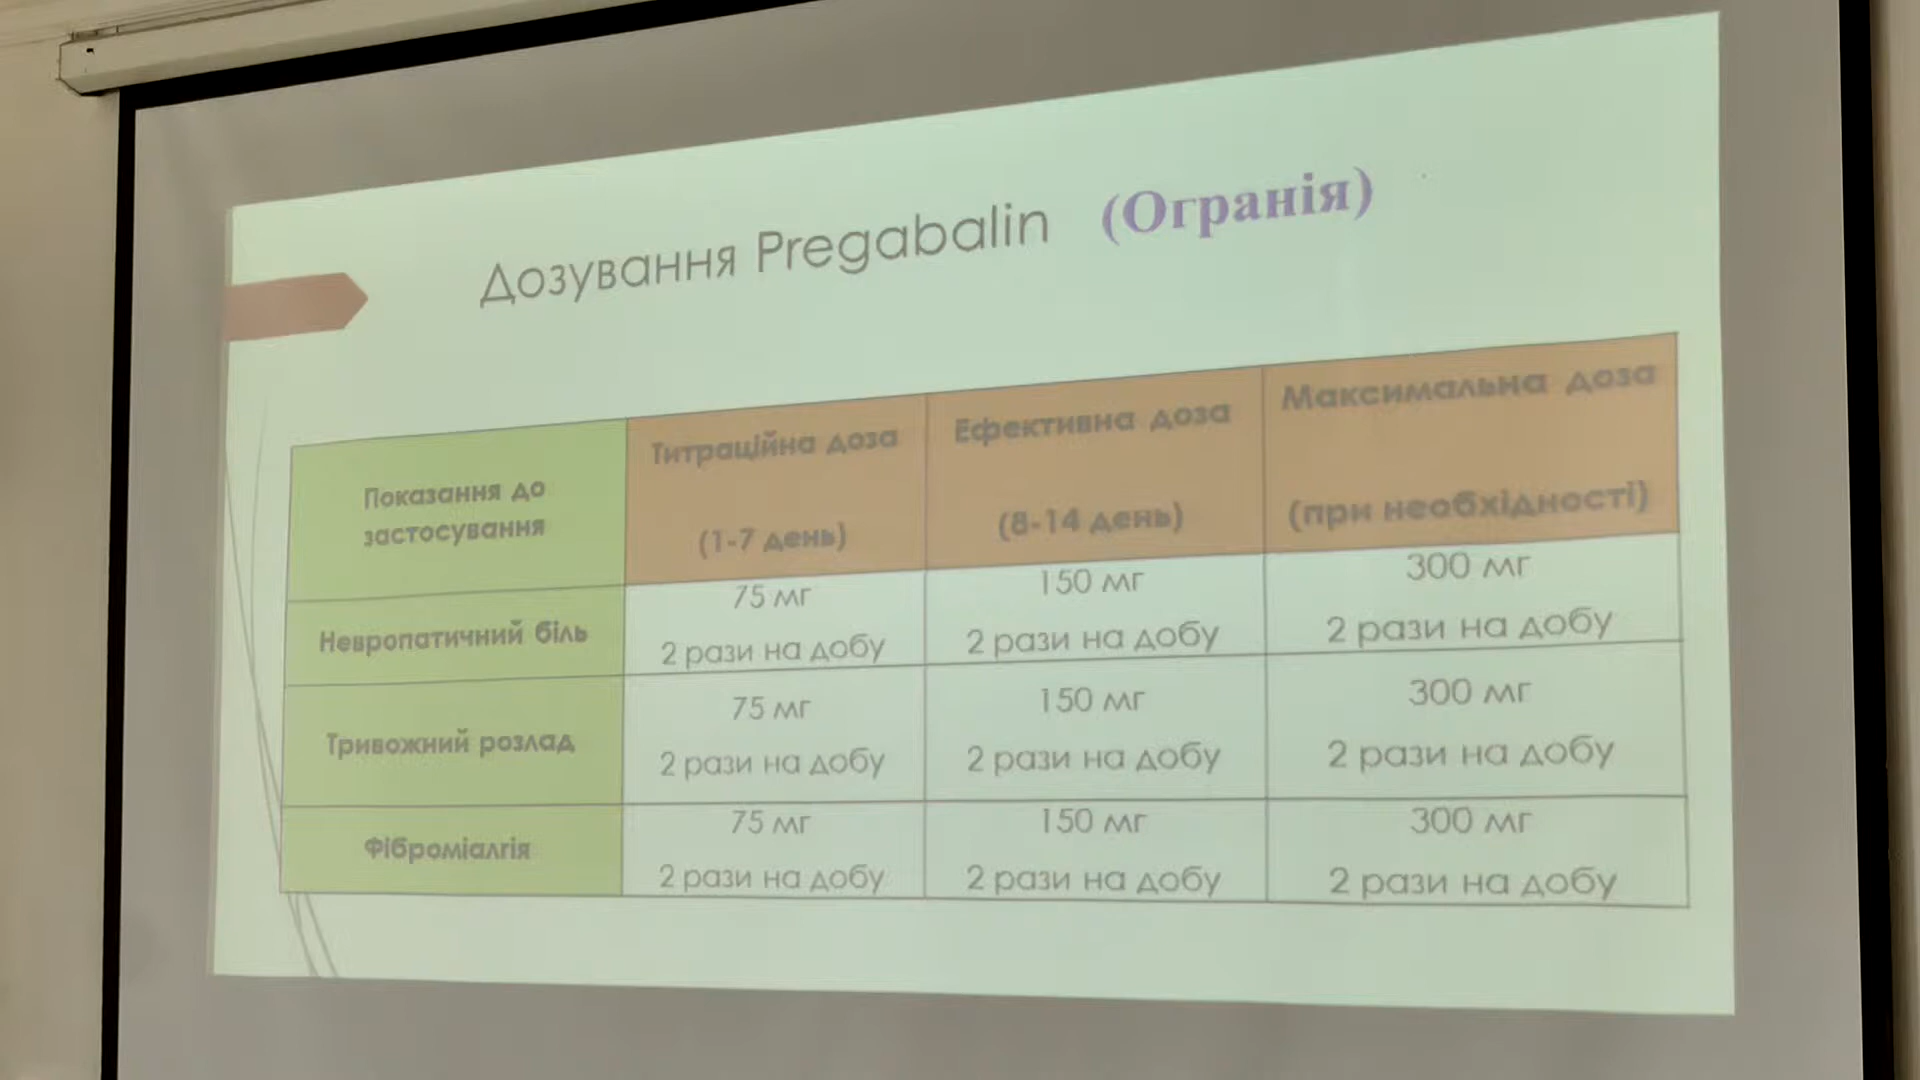 Дозування Pregabalin (Огранія)
Показання до
застосування
Титраційна доза
(1-7 день)
Ефективна доза
(8-14 день)
Максимальна доза
(при необхідності)
Невропатичний біль
75 мг
2 рази на добу
150 мг
2 рази на добу
300 мг
2 рази на добу
Тривожний розлад
75 мг
2 рази на добу
150 мг
2 рази на добу
300 мг
2 рази на добу
Фіброміалгія
75 мг
2 рази на добу
150 мг
2 рази на добу
300 мг
2 рази на добу